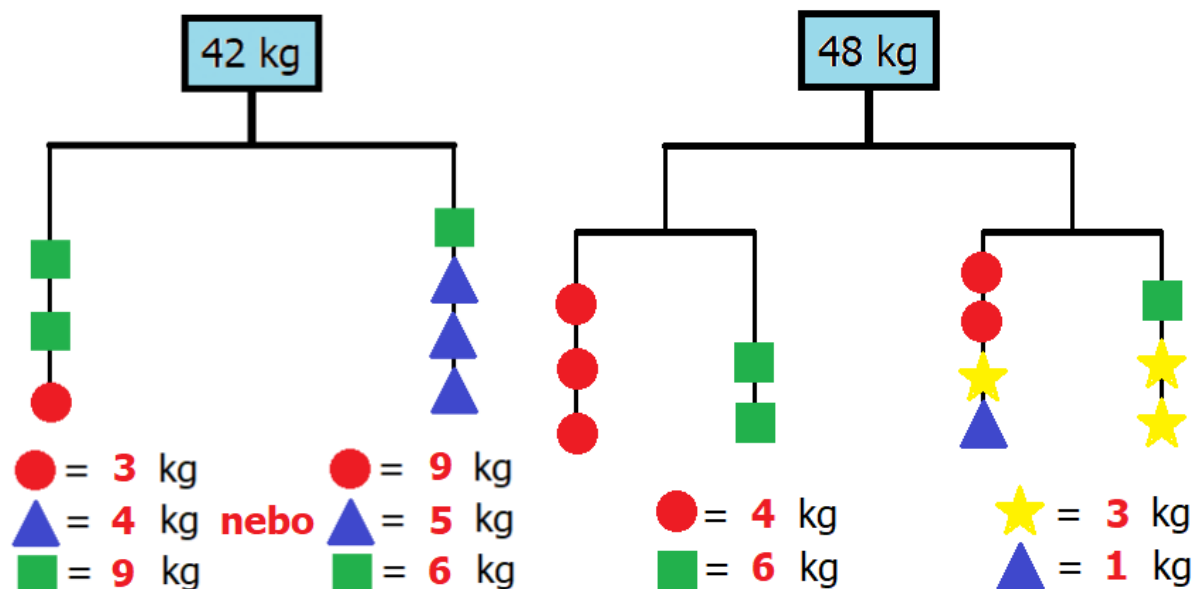 42 kg
48 kg
= 3 kg
= 9 kg
= 4 kg nebo = 5 kg
= 9 kg
= 6 kg
= 4 kg
= 3 kg
= 6 kg
= 1 kg